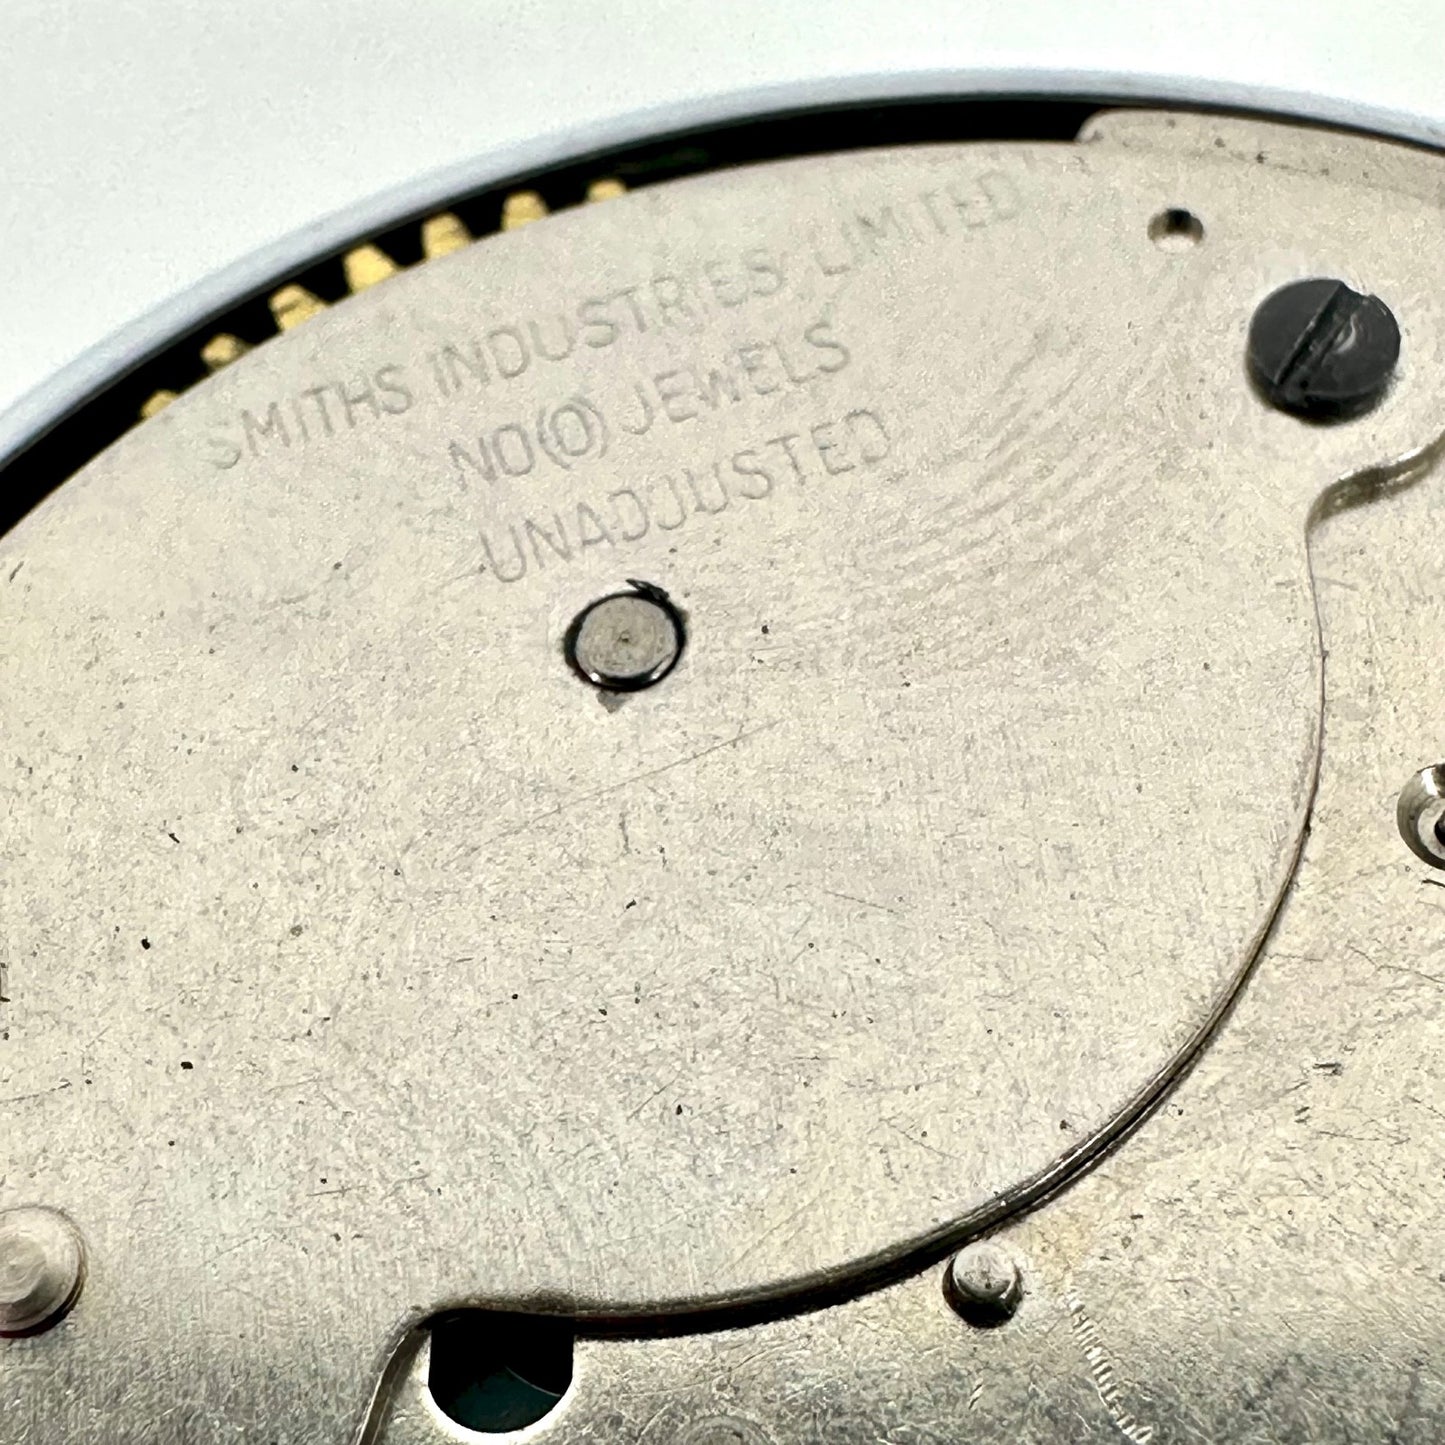 SMITHS INDUSTRIES LIMITED
NO(0) JEWELS
UNADJUSTED